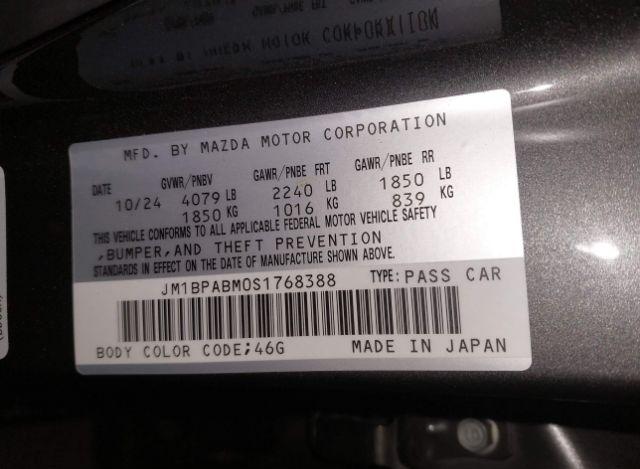 MFD. BY MAZDA MOTOR CORPORATION
DATE GVWR/PNBV GAWR/PNBE FRT GAWR/PNBE RR
10/24 4079 LB 2240 LB 1850 LB
1850 KG 1016 KG 839 KG
THIS VEHICLE CONFORMS TO ALL APPLICABLE FEDERAL MOTOR VEHICLE SAFETY
,BUMPER,AND THEFT PREVENTION
STANDARDS IN EFFECT ON THE DATE OF MANUFACTURE SHOWN ABOVE.
JM1BPABM0S1768388 TYPE: PASS CAR
BODY COLOR CODE;46G MADE IN JAPAN